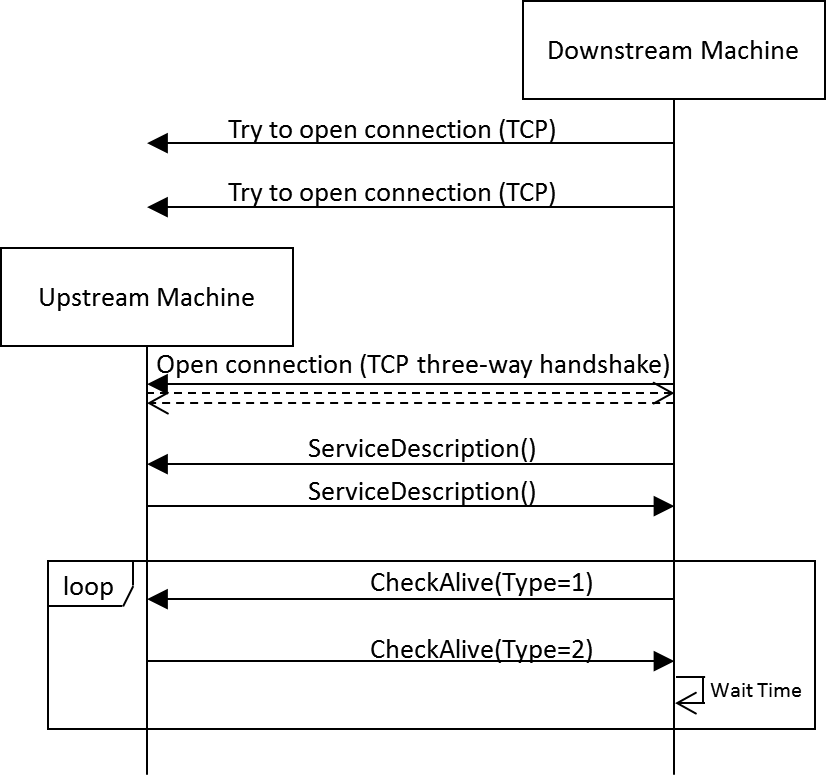 Downstream Machine
Try to open connection (TCP)
Try to open connection (TCP)
Upstream Machine
Open connection (TCP three-way handshake)
ServiceDescription()
ServiceDescription()
loop
CheckAlive(Type=1)
CheckAlive(Type=2)
Wait Time